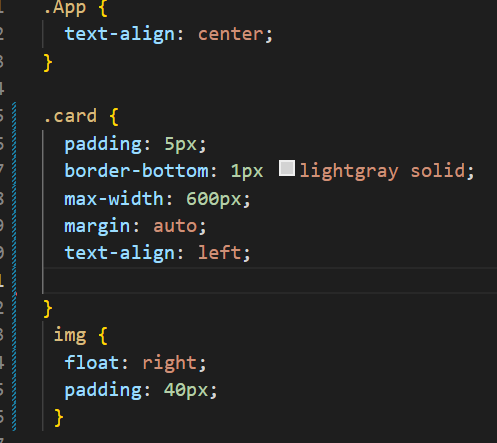 .App {
text-align: center;
}
.card {
padding: 5px;
border-bottom: 1px lightgray solid;
max-width: 600px;
margin: auto;
text-align: left;
}
img {
float: right;
padding: 40px;
}